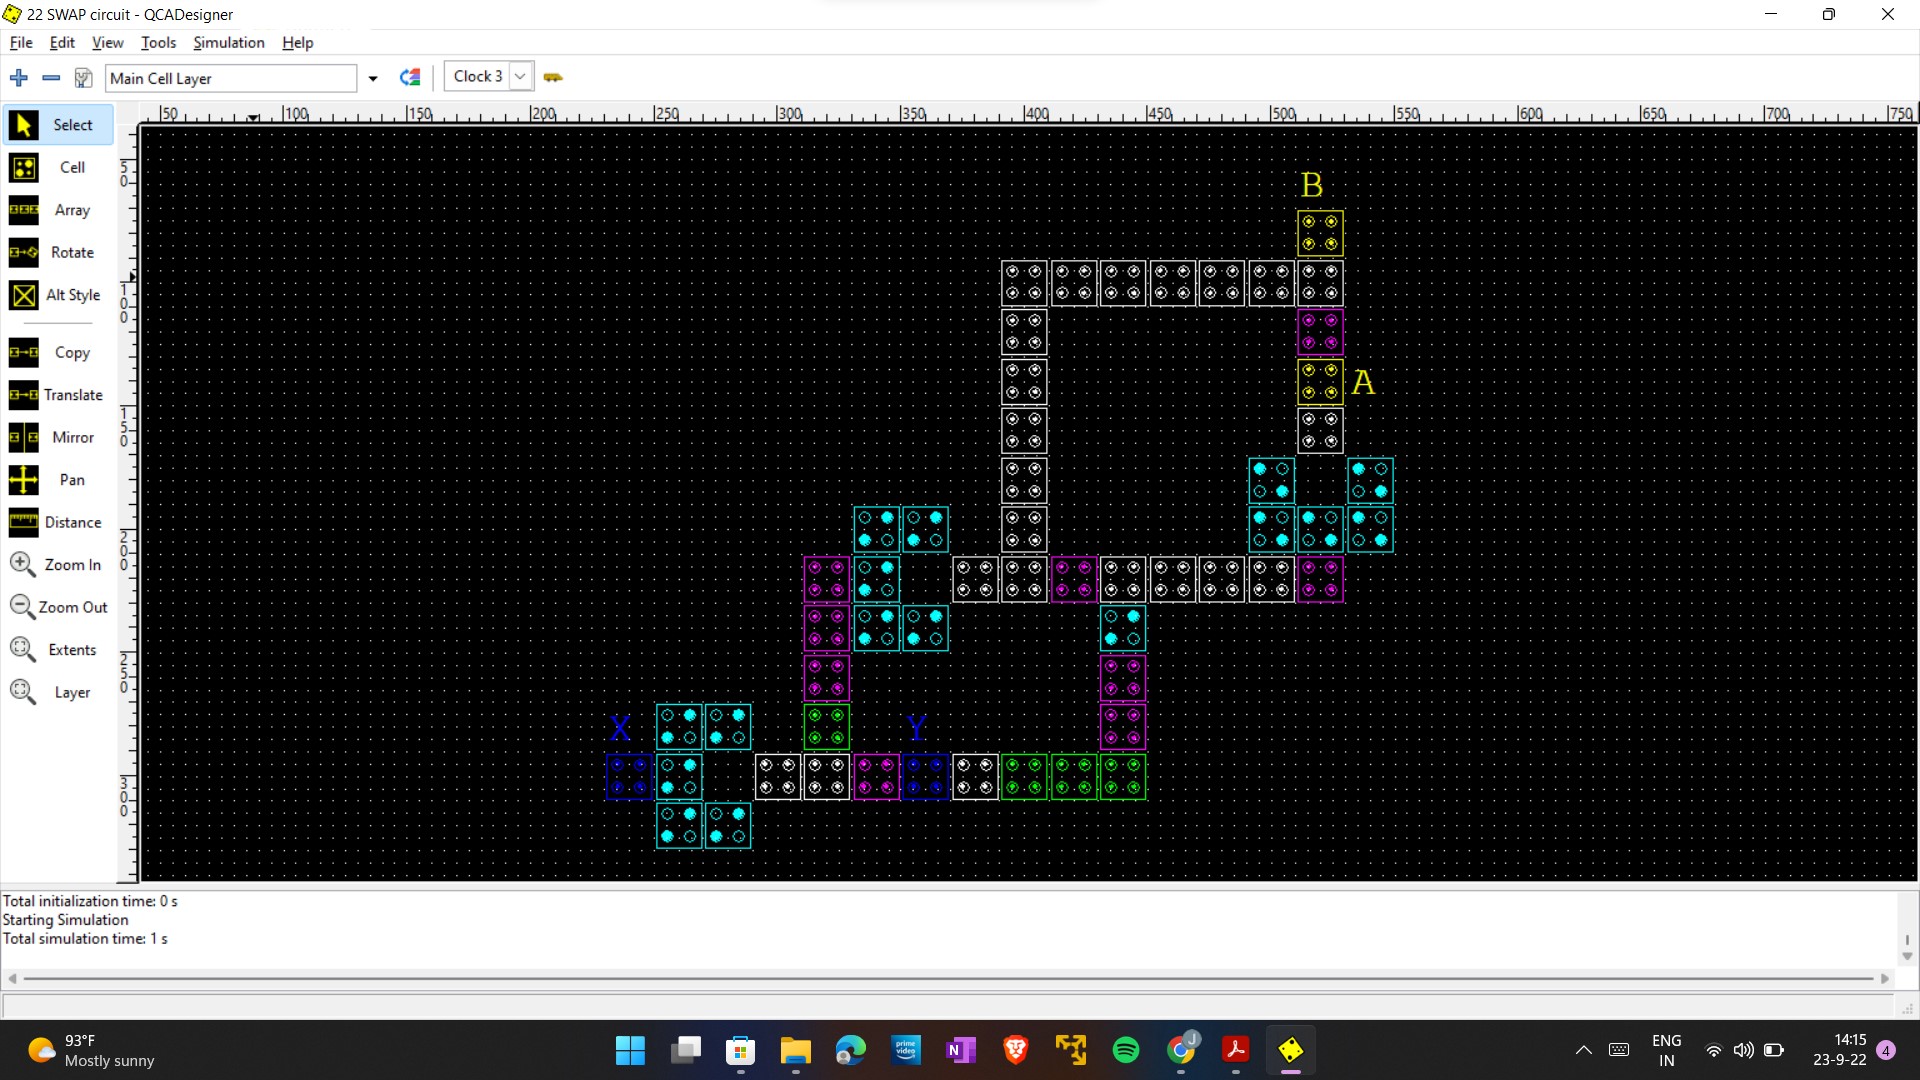 22 SWAP circuit - QCADesigner
File Edit View Tools Simulation Help
Main Cell Layer
Clock 3
50 100 150 200 250 300 350 400 450 500 550 600 650 700 750
Select
Cell
Array
Rotate
Alt Style
Copy
Translate
Mirror
Pan
Distance
Zoom In
Zoom Out
Extents
Layer
50
100
150
200
250
300
B
A
X
Y
Total initialization time: 0 s
Starting Simulation
Total simulation time: 1 s
93°F
Mostly sunny
prime video
N
J
ENG
IN
14:15
23-9-22
4